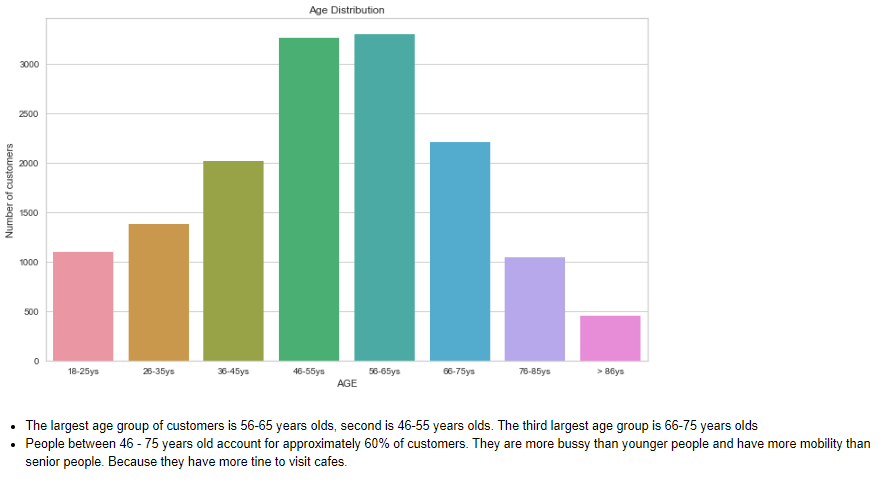 Age Distribution
Number of customers
3000
2500
2000
1500
1000
500
0
18-25ys 26-35ys 36-45ys 46-55ys 56-65ys 66-75ys 76-85ys > 86ys
AGE
• The largest age group of customers is 56-65 years olds, second is 46-55 years olds. The third largest age group is 66-75 years olds
• People between 46 - 75 years old account for approximately 60% of customers. They are more bussy than younger people and have more mobility than
senior people. Because they have more tine to visit cafes.